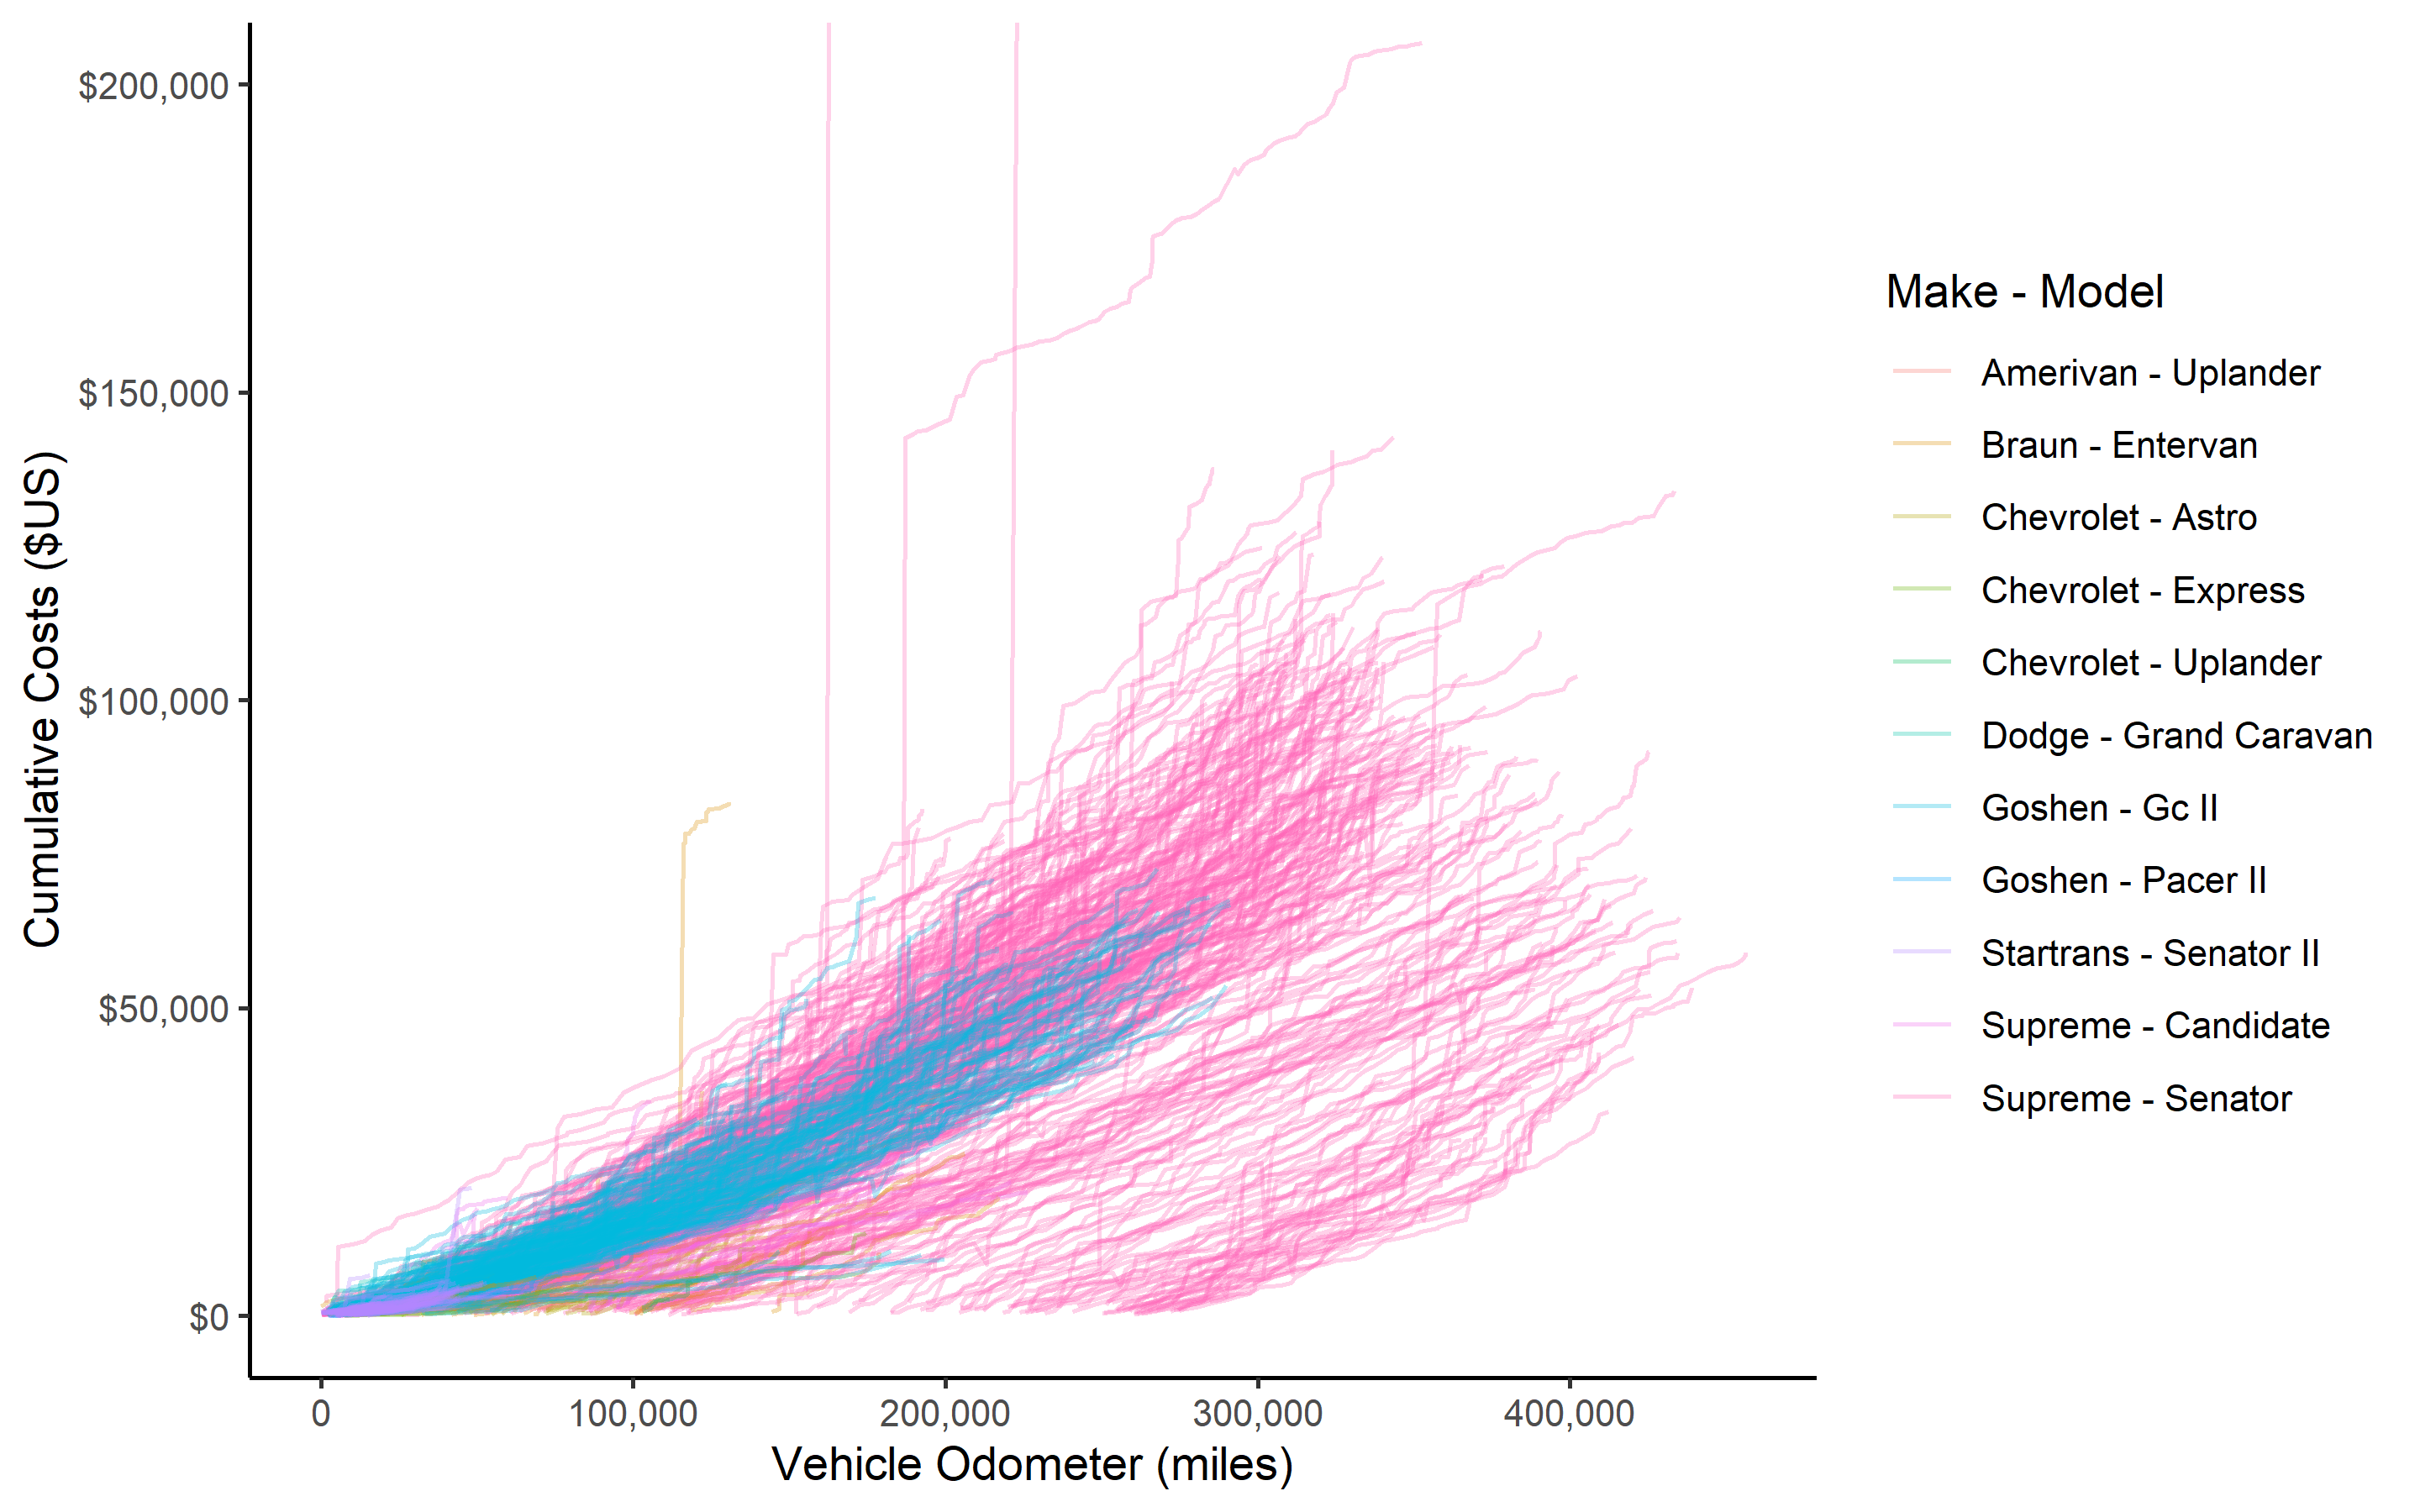 Cumulative Costs ($US)
$200,000
$150,000
$100,000
$50,000
$0
0
100,000
200,000
300,000
400,000
Vehicle Odometer (miles)
Make - Model
Amerivan - Uplander
Braun - Entervan
Chevrolet - Astro
Chevrolet - Express
Chevrolet - Uplander
Dodge - Grand Caravan
Goshen - Gc II
Goshen - Pacer II
Startrans - Senator II
Supreme - Candidate
Supreme - Senator